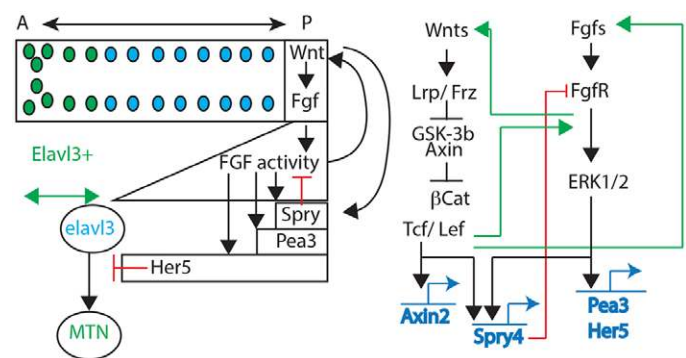 A
P
Wnt
Fgf
Elavl3+
FGF activity
elavl3
Spry
Pea3
Her5
MTN
Wnts
Fgfs
Lrp/ Frz
FgfR
GSK-3b
Axin
βCat
ERK1/2
Tcf/ Lef
Axin2
Spry4
Pea3
Her5